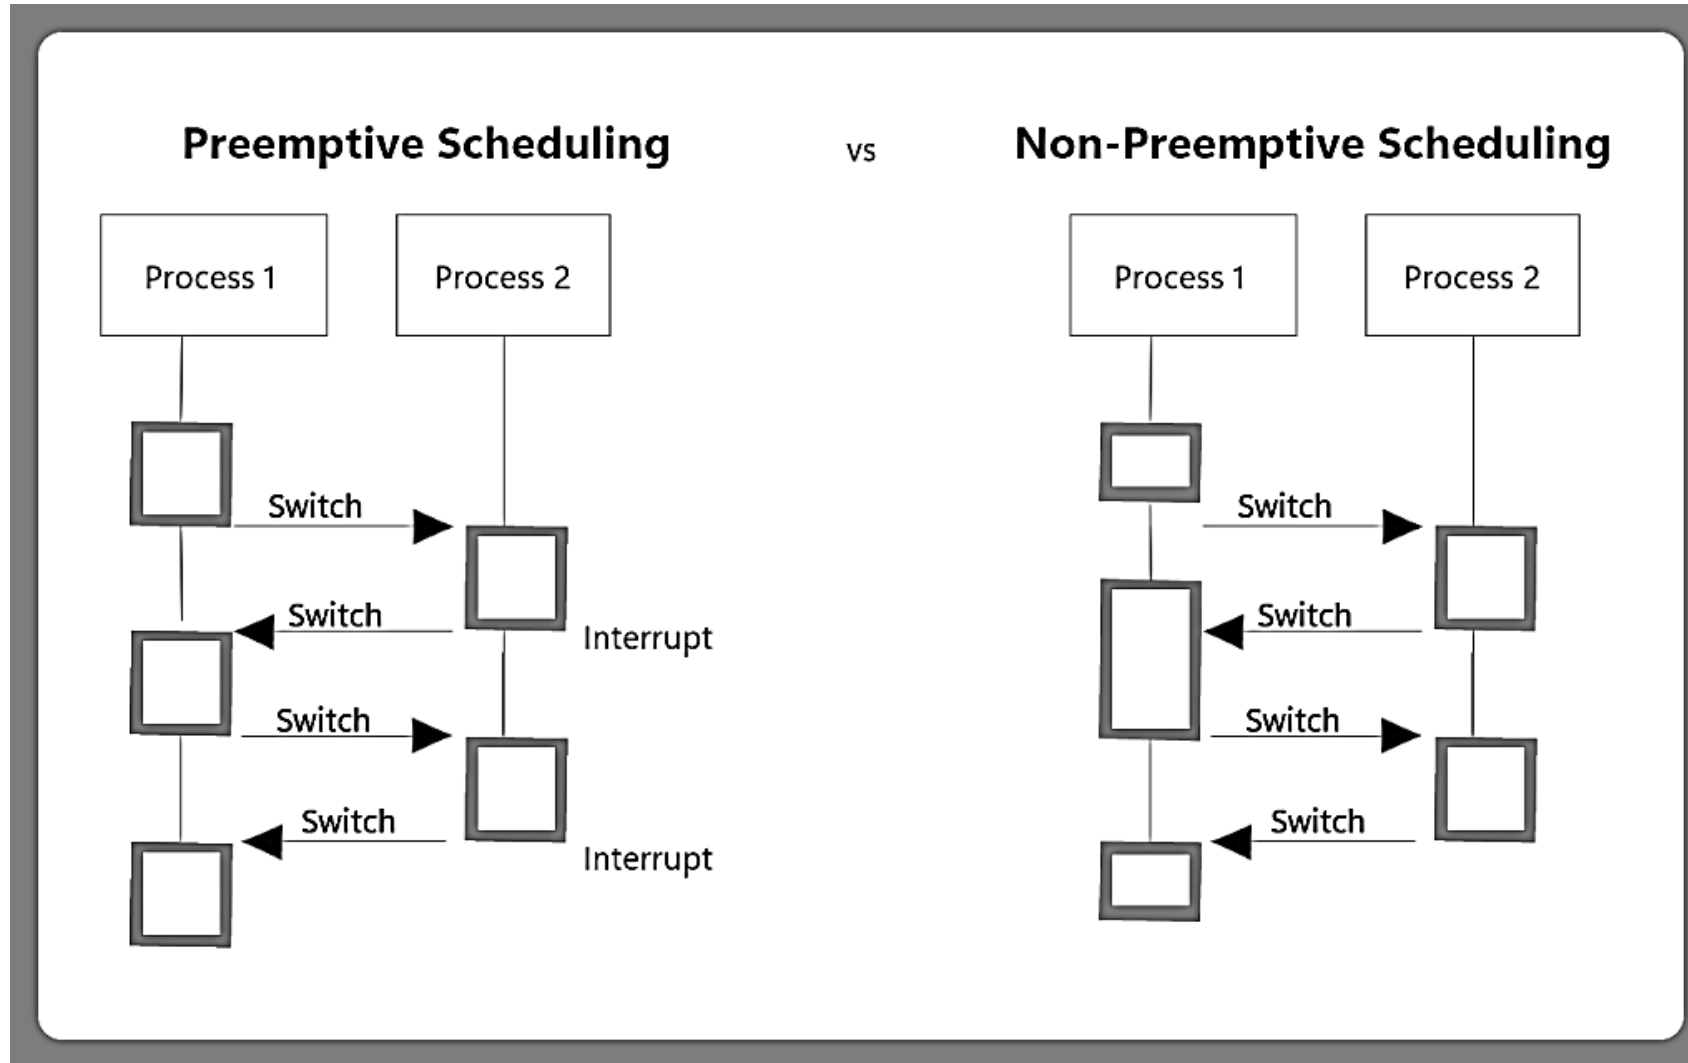 Preemptive Scheduling
vs
Non-Preemptive Scheduling
Process 1
Process 2
Switch
Switch
Interrupt
Switch
Switch
Interrupt
Process 1
Process 2
Switch
Switch
Switch
Switch